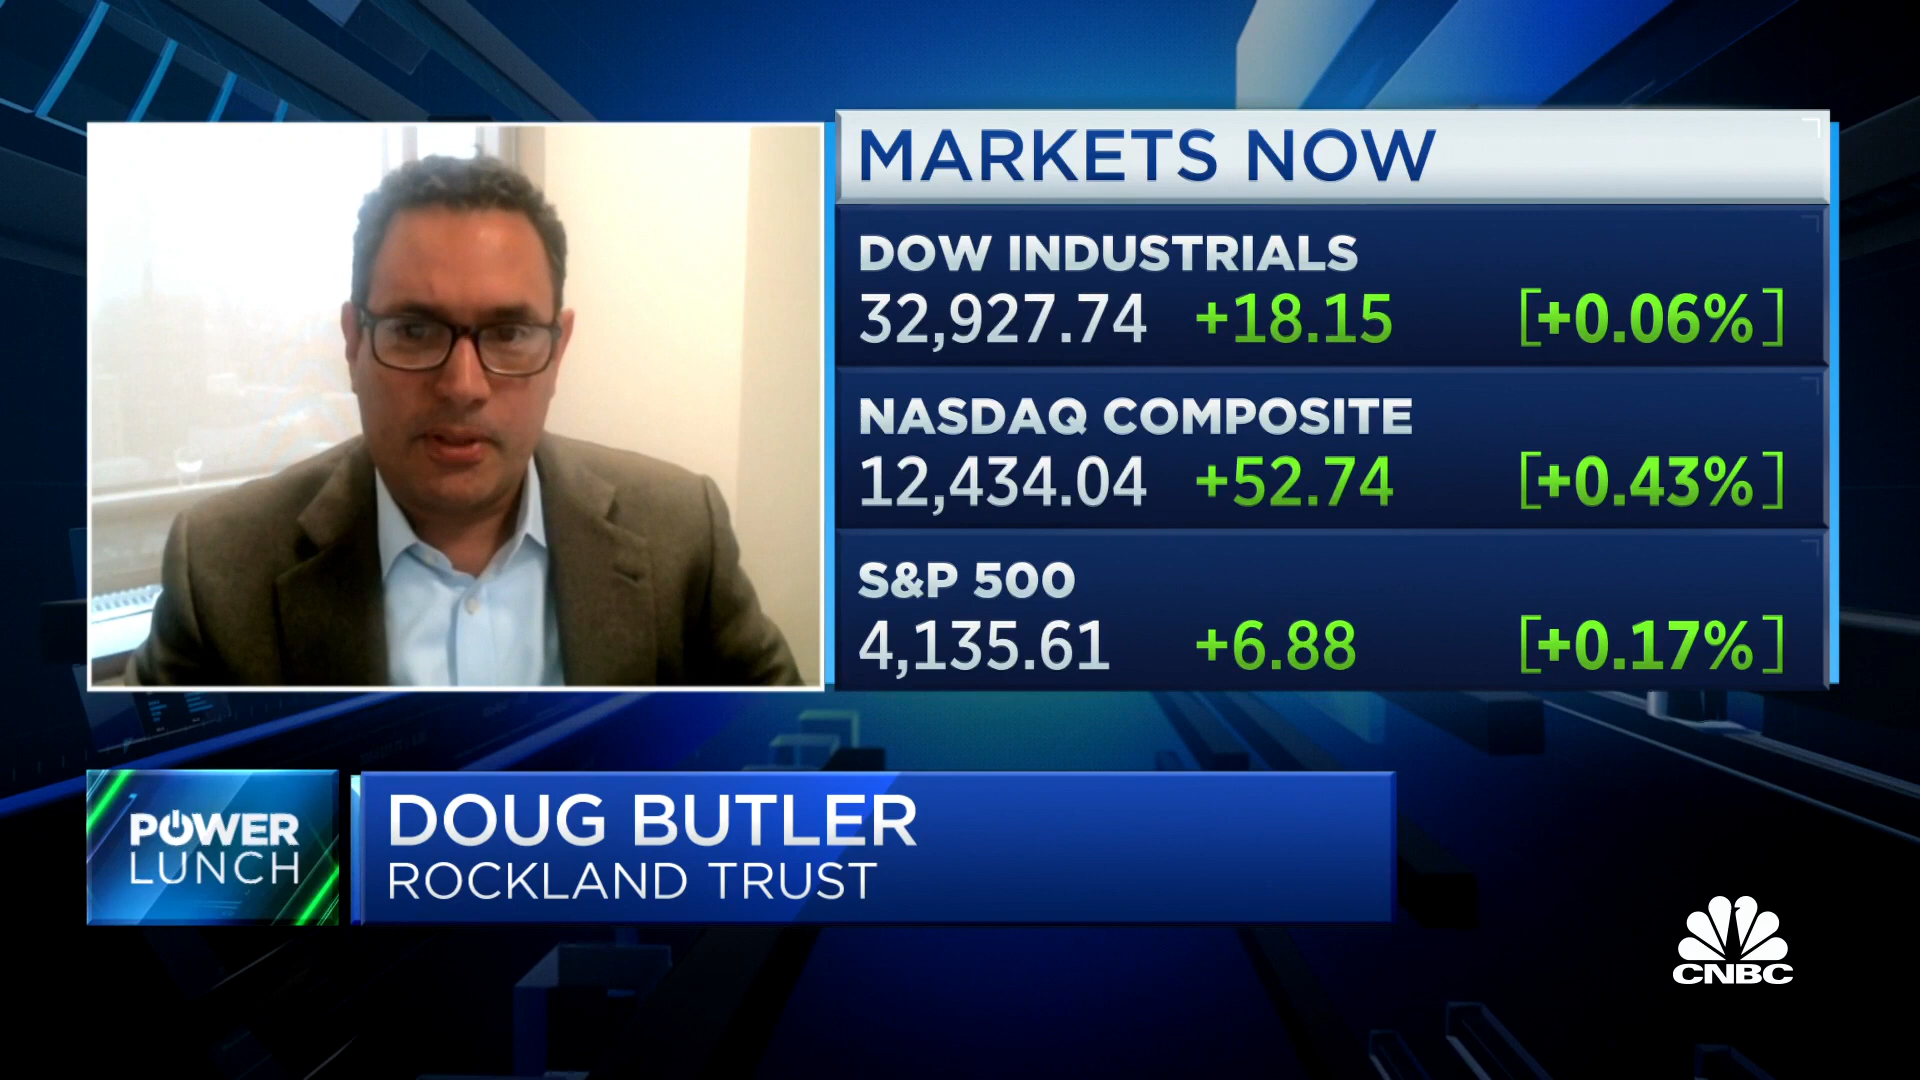 MARKETS NOW
DOW INDUSTRIALS
32,927.74 +18.15 [+0.06%]
NASDAQ COMPOSITE
12,434.04 +52.74 [+0.43%]
S&P 500
4,135.61 +6.88 [+0.17%]
POWER
LUNCH
DOUG BUTLER
ROCKLAND TRUST
CNBC